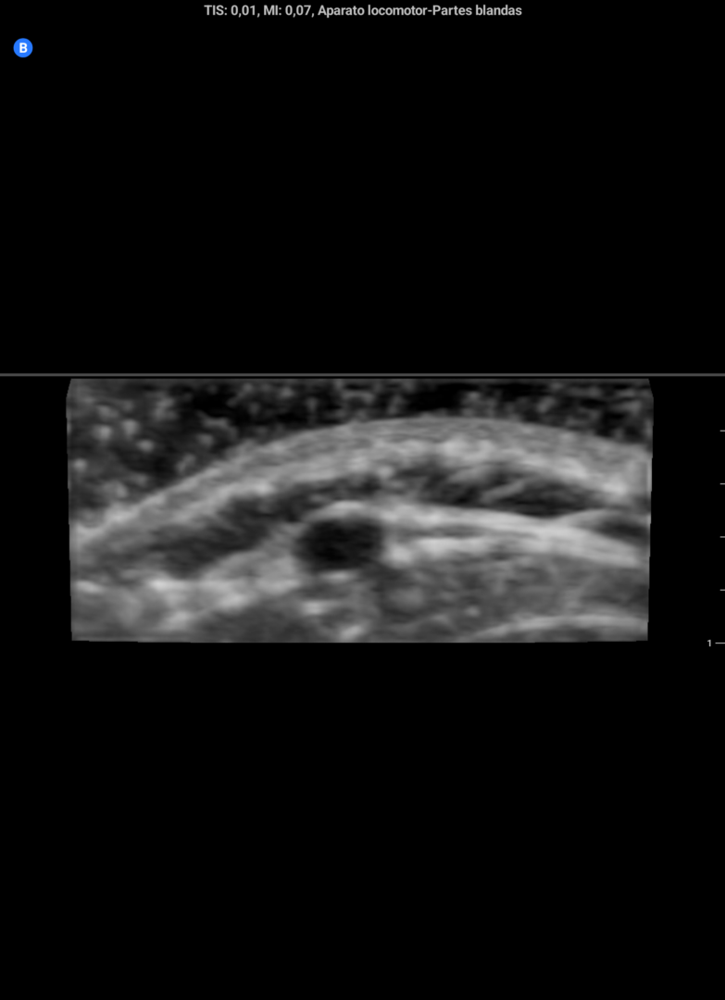 TIS: 0,01, MI: 0,07, Aparato locomotor-Partes blandas
B
1